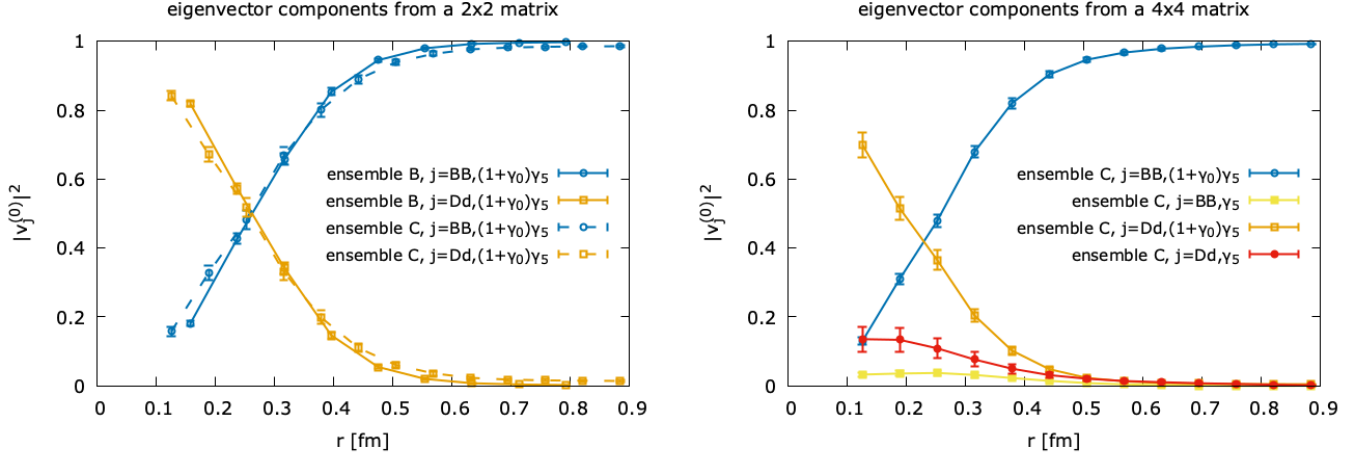 eigenvector components from a 2x2 matrix
|v_j^(0)|^2
1
0.8
0.6
0.4
0.2
0
ensemble B, j=BB,(1+γ₀)γ₅
ensemble B, j=Dd,(1+γ₀)γ₅
ensemble C, j=BB,(1+γ₀)γ₅
ensemble C, j=Dd,(1+γ₀)γ₅
0 0.1 0.2 0.3 0.4 0.5 0.6 0.7 0.8 0.9
r [fm]
eigenvector components from a 4x4 matrix
|v_j^(0)|^2
1
0.8
0.6
0.4
0.2
0
ensemble C, j=BB,(1+γ₀)γ₅
ensemble C, j=BB,γ₅
ensemble C, j=Dd,(1+γ₀)γ₅
ensemble C, j=Dd,γ₅
0 0.1 0.2 0.3 0.4 0.5 0.6 0.7 0.8 0.9
r [fm]